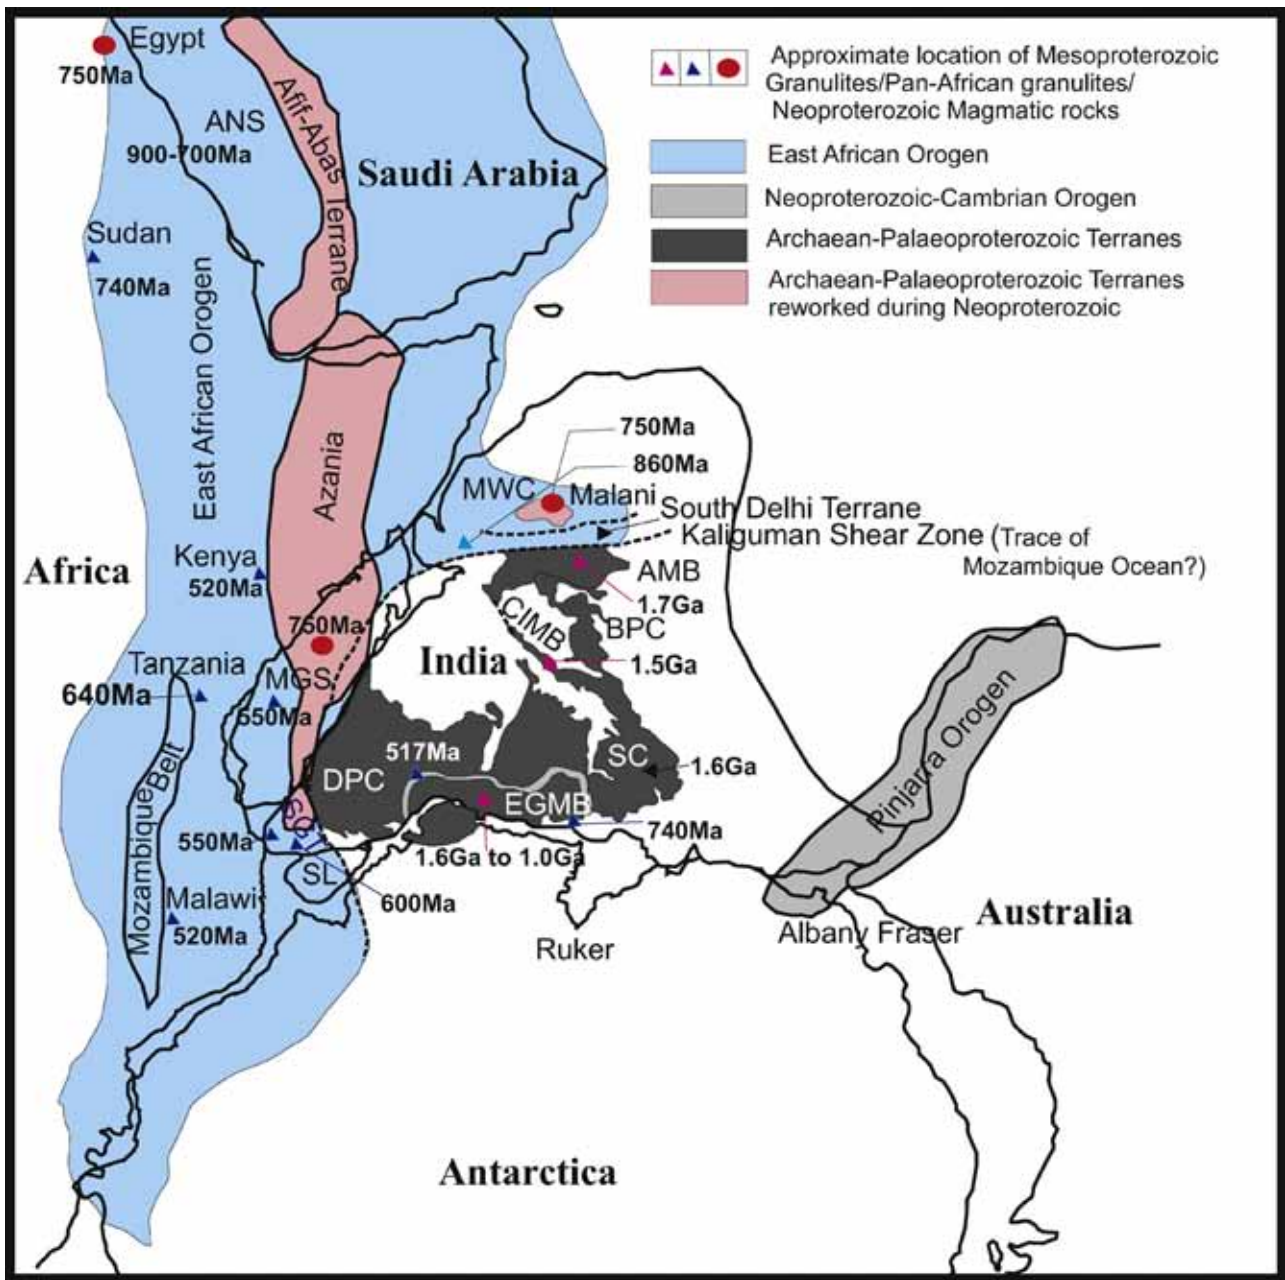 Egypt
750Ma
ANS
900-700Ma
Afif-Abas Terrane
Saudi Arabia
Sudan
740Ma
East African Orogen
Azania
Africa
Kenya
520Ma
750Ma
Tanzania
640Ma
MGS
550Ma
Mozambique
Belt
550Ma
Malawi
520Ma
SGT
SL
600Ma
Approximate location of Mesoproterozoic
Granulites/Pan-African granulites/
Neoproterozoic Magmatic rocks
East African Orogen
Neoproterozoic-Cambrian Orogen
Archaean-Palaeoproterozoic Terranes
Archaean-Palaeoproterozoic Terranes
reworked during Neoproterozoic
750Ma
860Ma
MWC
Malani
South Delhi Terrane
Kaliguman Shear Zone (Trace of
Mozambique Ocean?)
AMB
1.7Ga
CIMB
BPC
India
1.5Ga
517Ma
DPC
SC
1.6Ga
EGMB
740Ma
1.6Ga to 1.0Ga
Ruker
Pinjarra Orogen
Albany Fraser
Australia
Antarctica